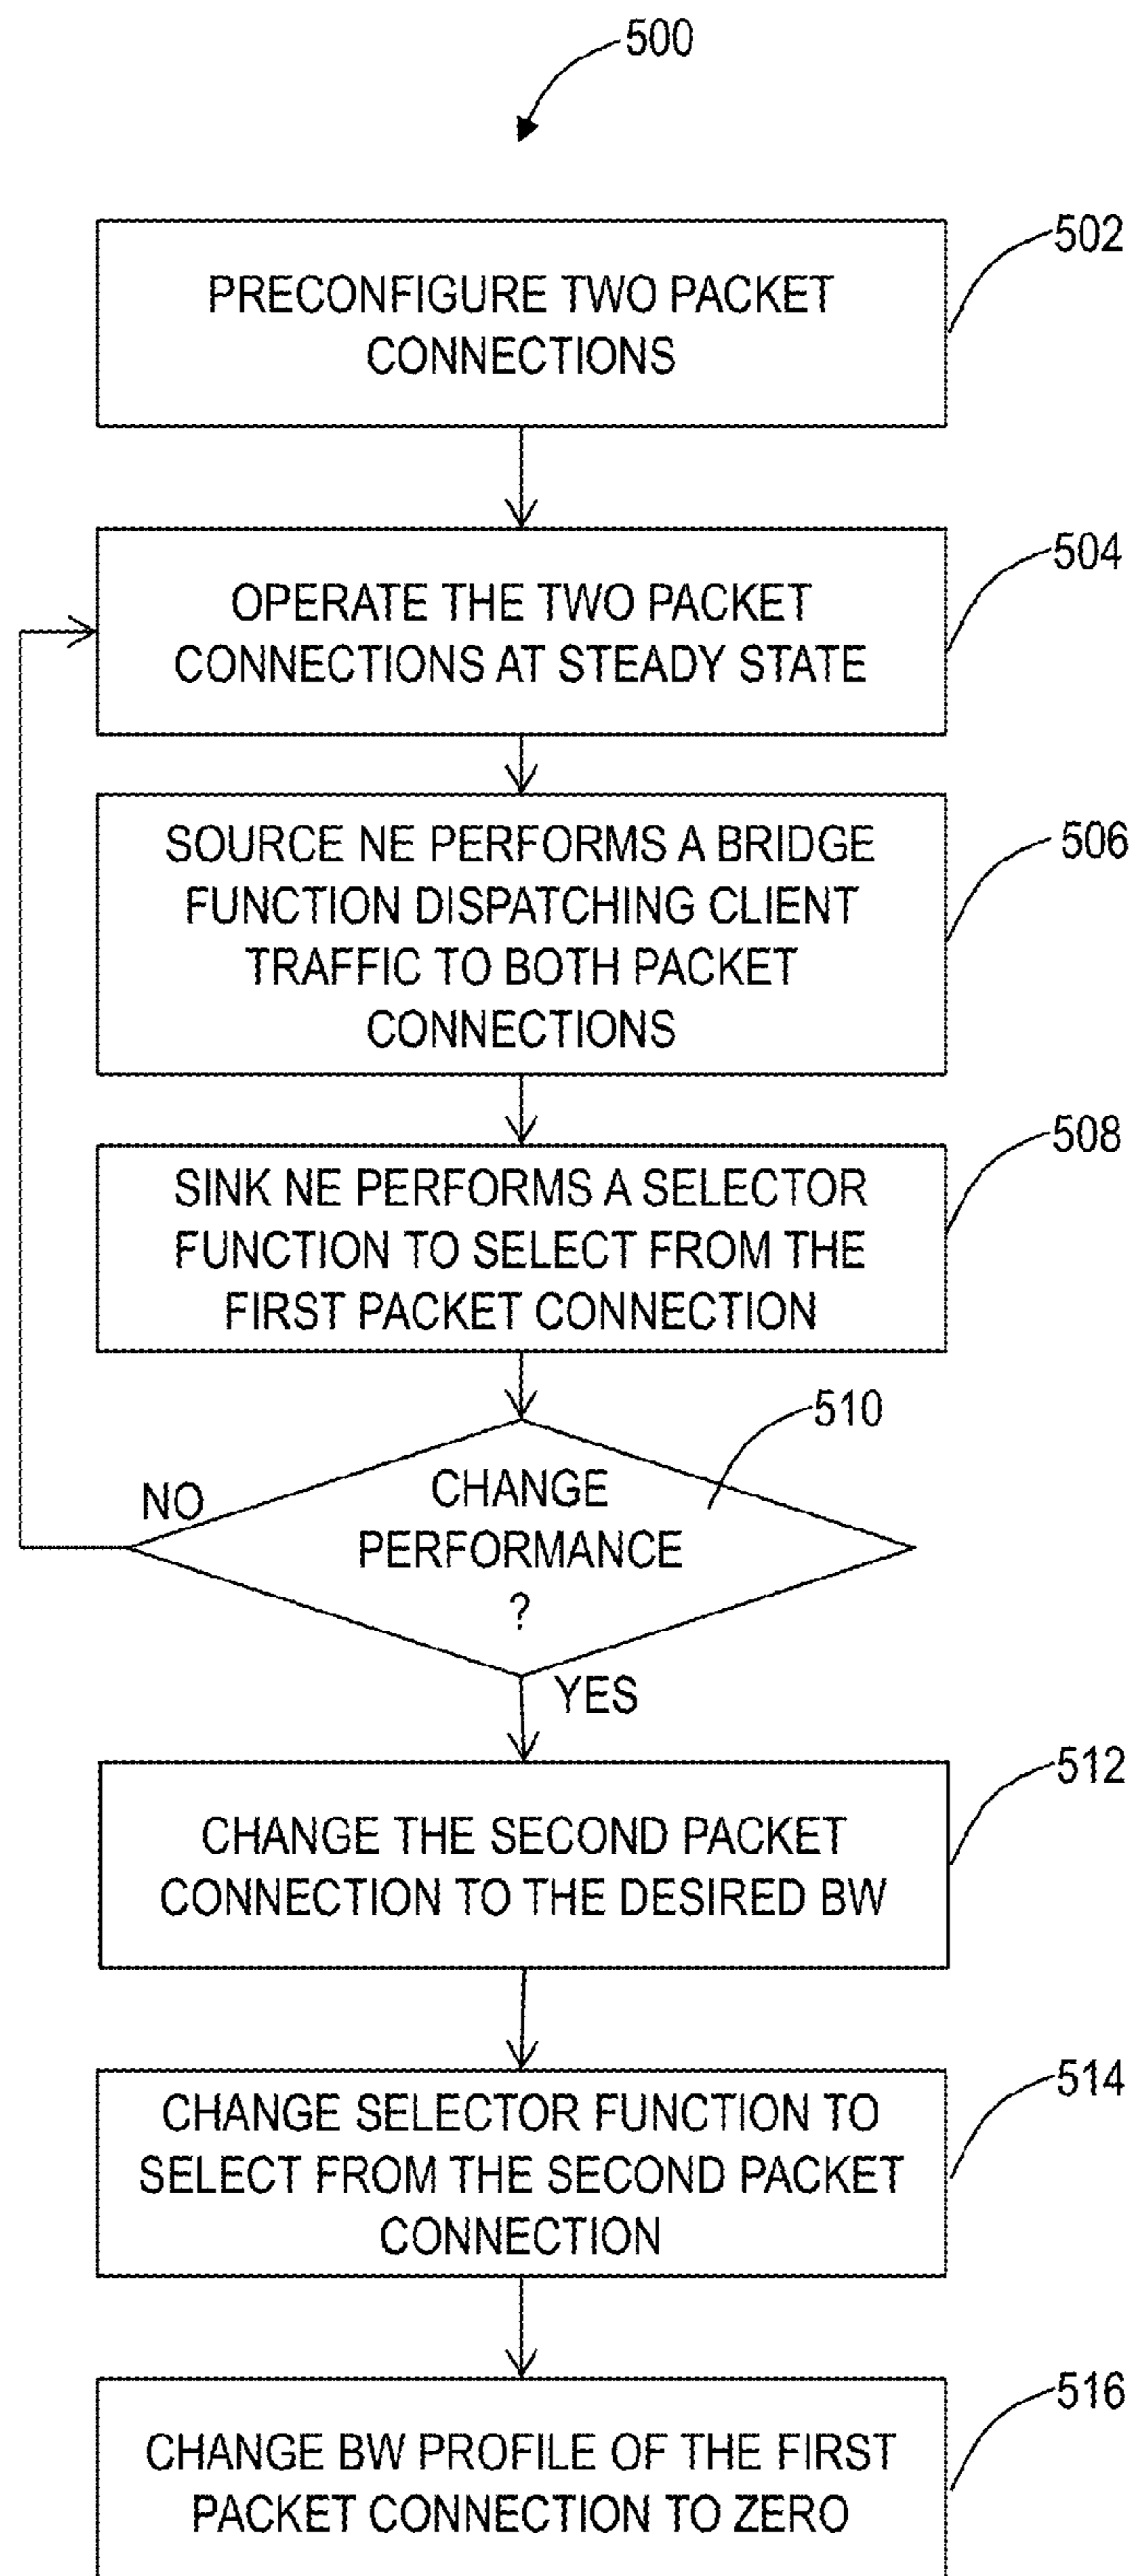 500
502
PRECONFIGURE TWO PACKET
CONNECTIONS
504
OPERATE THE TWO PACKET
CONNECTIONS AT STEADY STATE
506
SOURCE NE PERFORMS A BRIDGE
FUNCTION DISPATCHING CLIENT
TRAFFIC TO BOTH PACKET
CONNECTIONS
508
SINK NE PERFORMS A SELECTOR
FUNCTION TO SELECT FROM THE
FIRST PACKET CONNECTION
510
NO
CHANGE
PERFORMANCE
?
YES
512
CHANGE THE SECOND PACKET
CONNECTION TO THE DESIRED BW
514
CHANGE SELECTOR FUNCTION TO
SELECT FROM THE SECOND PACKET
CONNECTION
516
CHANGE BW PROFILE OF THE FIRST
PACKET CONNECTION TO ZERO